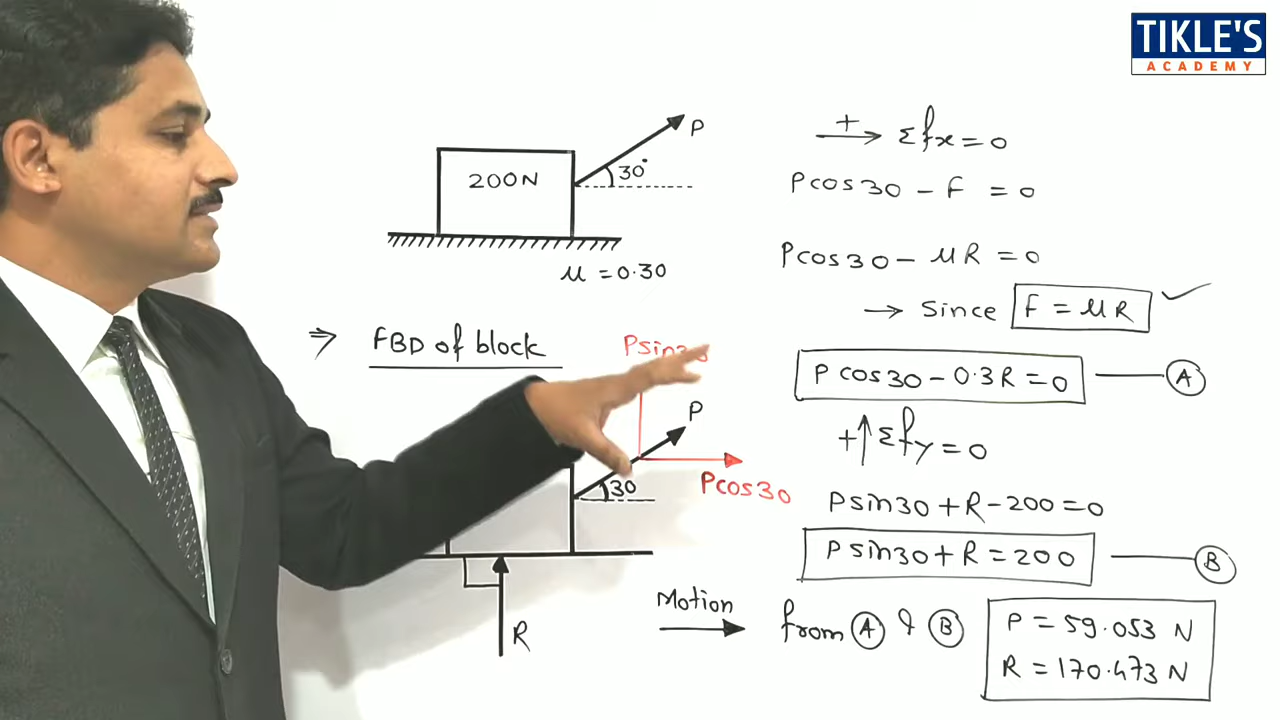 TIKLE'S
ACADEMY
200N
P
30°
μ = 0.30
+ → Σfx = 0
Pcos30 - F = 0
Pcos30 - μR = 0
→ Since F = μR ✓
Pcos30 - 0.3R = 0 — A
+↑ Σfy = 0
Psin30 + R - 200 = 0
Psin30 + R = 200 — B
from A & B
P = 59.053 N
R = 170.473 N
⇒ FBD of block
Psin30
P
30
Pcos30
R
Motion